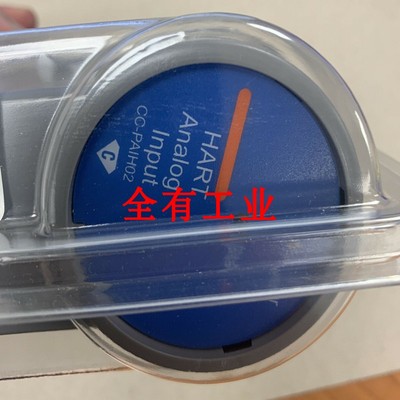 HART
Analog
Input
CC-PAIH02
C
全有工业